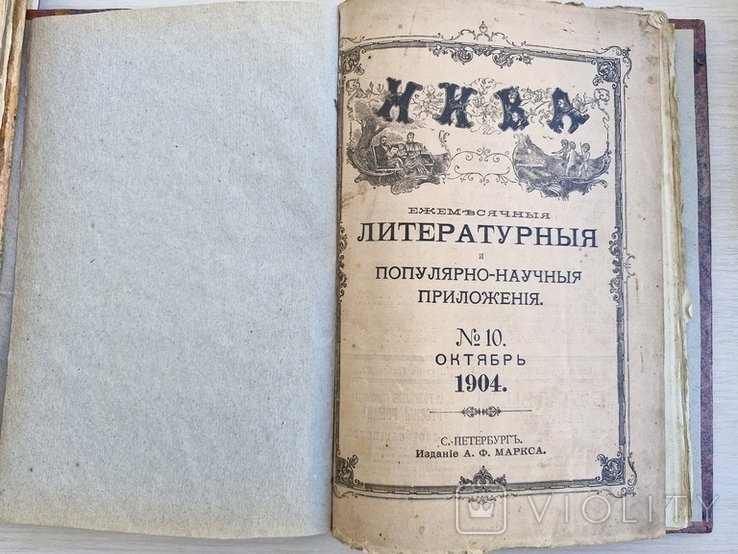 НИВА
ЕЖЕМѢСЯЧНЫЯ
ЛИТЕРАТУРНЫЯ
и
ПОПУЛЯРНО-НАУЧНЫЯ
ПРИЛОЖЕНІЯ.
№ 10.
ОКТЯБРЬ
1904.
С.-ПЕТЕРБУРГЪ.
Изданіе А. Ф. МАРКСА.
VIOLITY